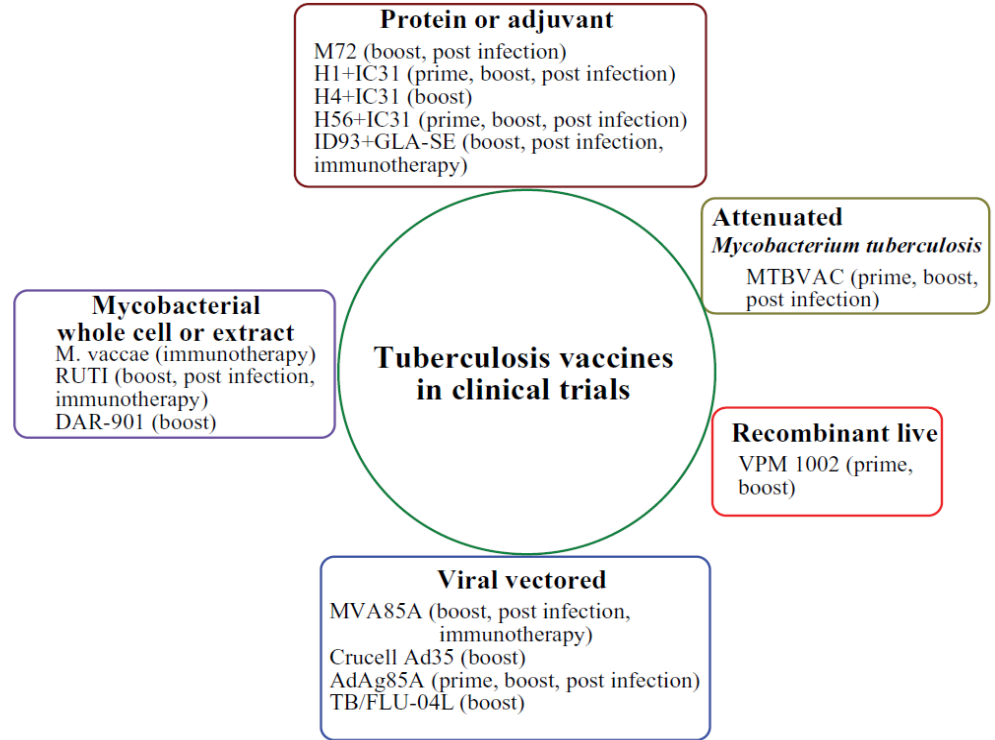 Protein or adjuvant
M72 (boost, post infection)
H1+IC31 (prime, boost, post infection)
H4+IC31 (boost)
H56+IC31 (prime, boost, post infection)
ID93+GLA-SE (boost, post infection,
immunotherapy)
Attenuated
Mycobacterium tuberculosis
MTBVAC (prime, boost,
post infection)
Mycobacterial
whole cell or extract
M. vaccae (immunotherapy)
RUTI (boost, post infection,
immunotherapy)
DAR-901 (boost)
Tuberculosis vaccines
in clinical trials
Recombinant live
VPM 1002 (prime,
boost)
Viral vectored
MVA85A (boost, post infection,
immunotherapy)
Crucell Ad35 (boost)
AdAg85A (prime, boost, post infection)
TB/FLU-04L (boost)